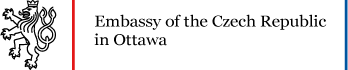 Embassy of the Czech Republic
in Ottawa